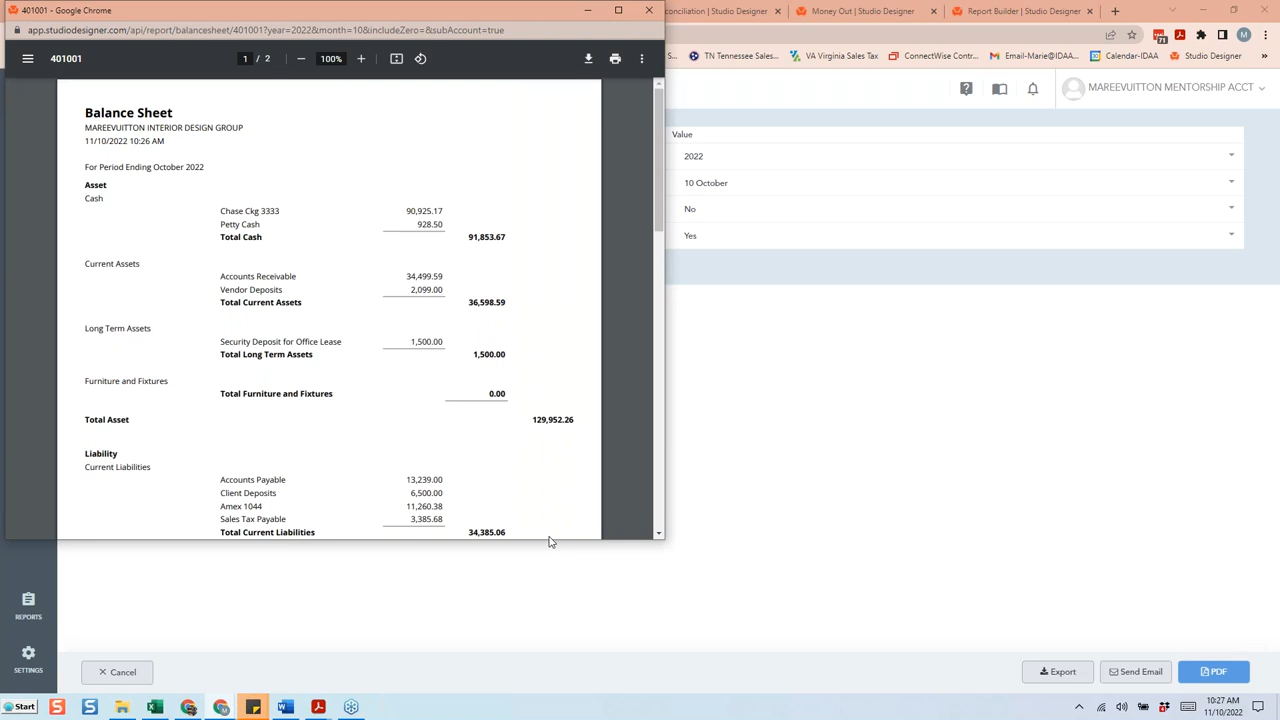 401001 - Google Chrome
onciliation | Studio Designer
Money Out | Studio Designer
Report Builder | Studio Designer
app.studiodesigner.com/api/report/balancesheet/401001?year=2022&month=10&includeZero=&subAccount=true
TN Studio Designer...
VA Virginia Sales Tax
ConnectWise Control
Email-Marie@IDAA
Calendar-IDAA
401001
1 / 2
100%
MAREEVUITTON MENTORSHIP ACCT
Balance Sheet
MAREEVUITTON INTERIOR DESIGN GROUP
11/10/2022 10:26 AM
For Period Ending October 2022
Value
2022
10 October
No
Yes
Asset
Cash
Chase Ckg 3333 90,925.17
Petty Cash 928.50
Total Cash 91,853.67
Current Assets
Accounts Receivable 34,499.59
Vendor Deposits 2,099.00
Total Current Assets 36,598.59
Long Term Assets
Security Deposit for Office Lease 1,500.00
Total Long Term Assets 1,500.00
Furniture and Fixtures
Total Furniture and Fixtures 0.00
Total Asset 129,952.26
Liability
Current Liabilities
Accounts Payable 13,239.00
Client Deposits 6,500.00
Amex 1044 11,260.38
Sales Tax Payable 3,385.68
Total Current Liabilities 34,385.06
REPORTS
SETTINGS
Cancel
Export
Send Email
PDF
Start
10:27 AM
11/10/2022